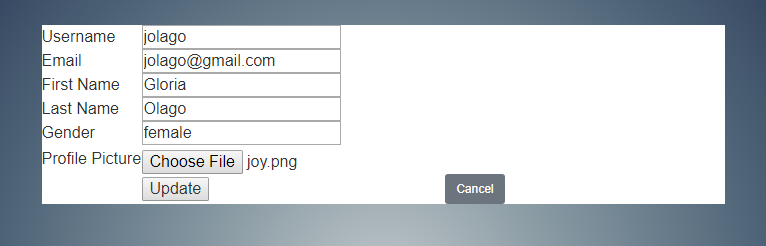 Username jolago
Email jolago@gmail.com
First Name Gloria
Last Name Olago
Gender female
Profile Picture Choose File joy.png
Update Cancel